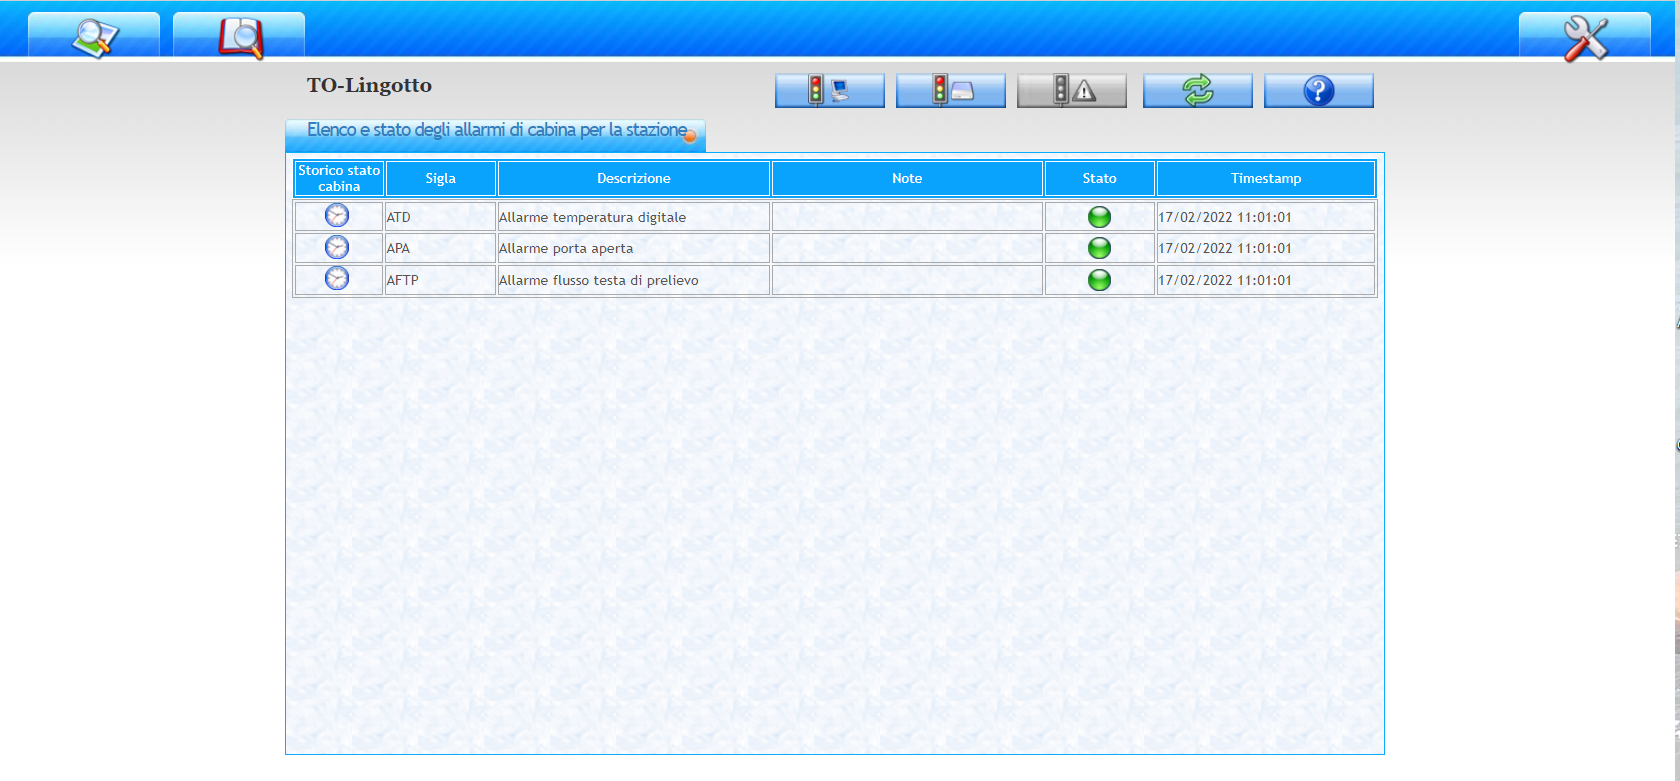 TO-Lingotto
Elenco e stato degli allarmi di cabina per la stazione
Storico stato cabina Sigla Descrizione Note Stato Timestamp
ATD Allarme temperatura digitale 17/02/2022 11:01:01
APA Allarme porta aperta 17/02/2022 11:01:01
AFTP Allarme flusso testa di prelievo 17/02/2022 11:01:01